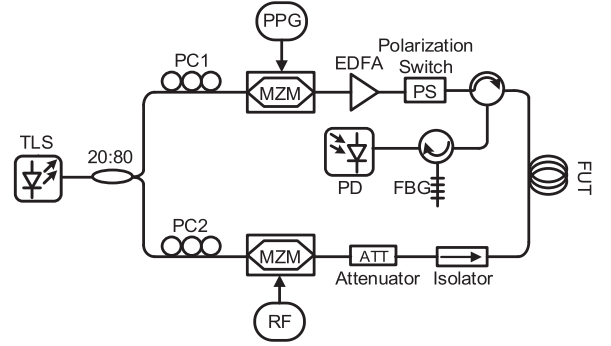 PPG
PC1
MZM
EDFA
Polarization
Switch
PS
TLS
20:80
PD
FBG
FUT
PC2
MZM
ATT
Attenuator
Isolator
RF